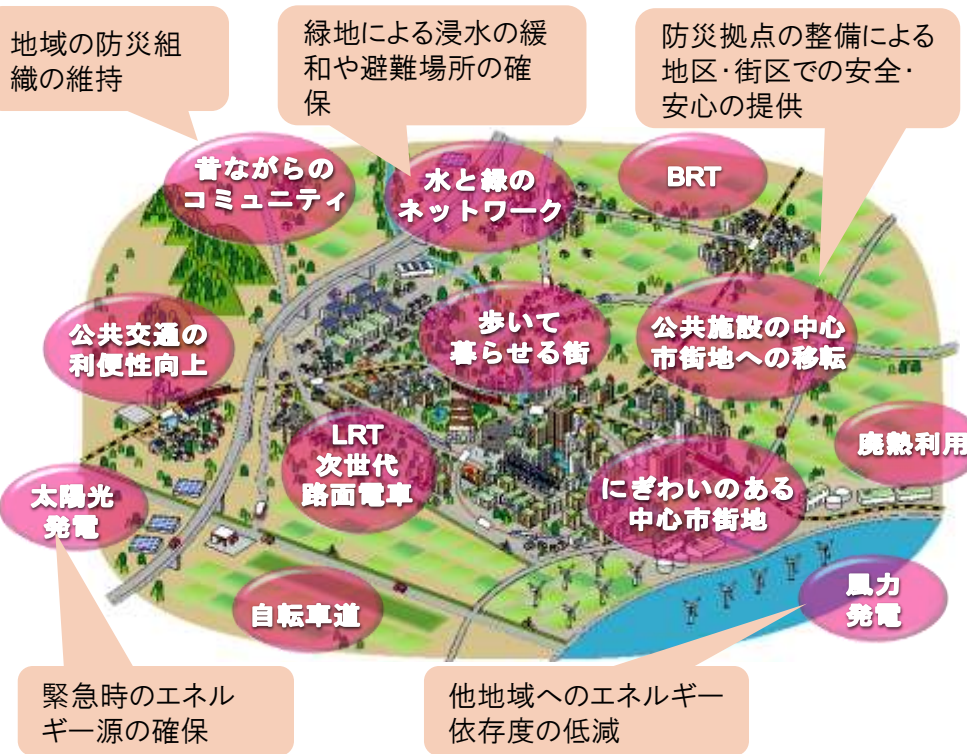 地域の防災組
織の維持
緑地による浸水の緩
和や避難場所の確
保
防災拠点の整備による
地区・街区での安全・
安心の提供
昔ながらの
コミュニティ
水と緑の
ネットワーク
BRT
公共交通の
利便性向上
歩いて
暮らせる街
公共施設の中心
市街地への移転
LRT
次世代
路面電車
廃熱利用
太陽光
発電
にぎわいのある
中心市街地
自転車道
風力
発電
緊急時のエネル
ギー源の確保
他地域へのエネルギー
依存度の低減